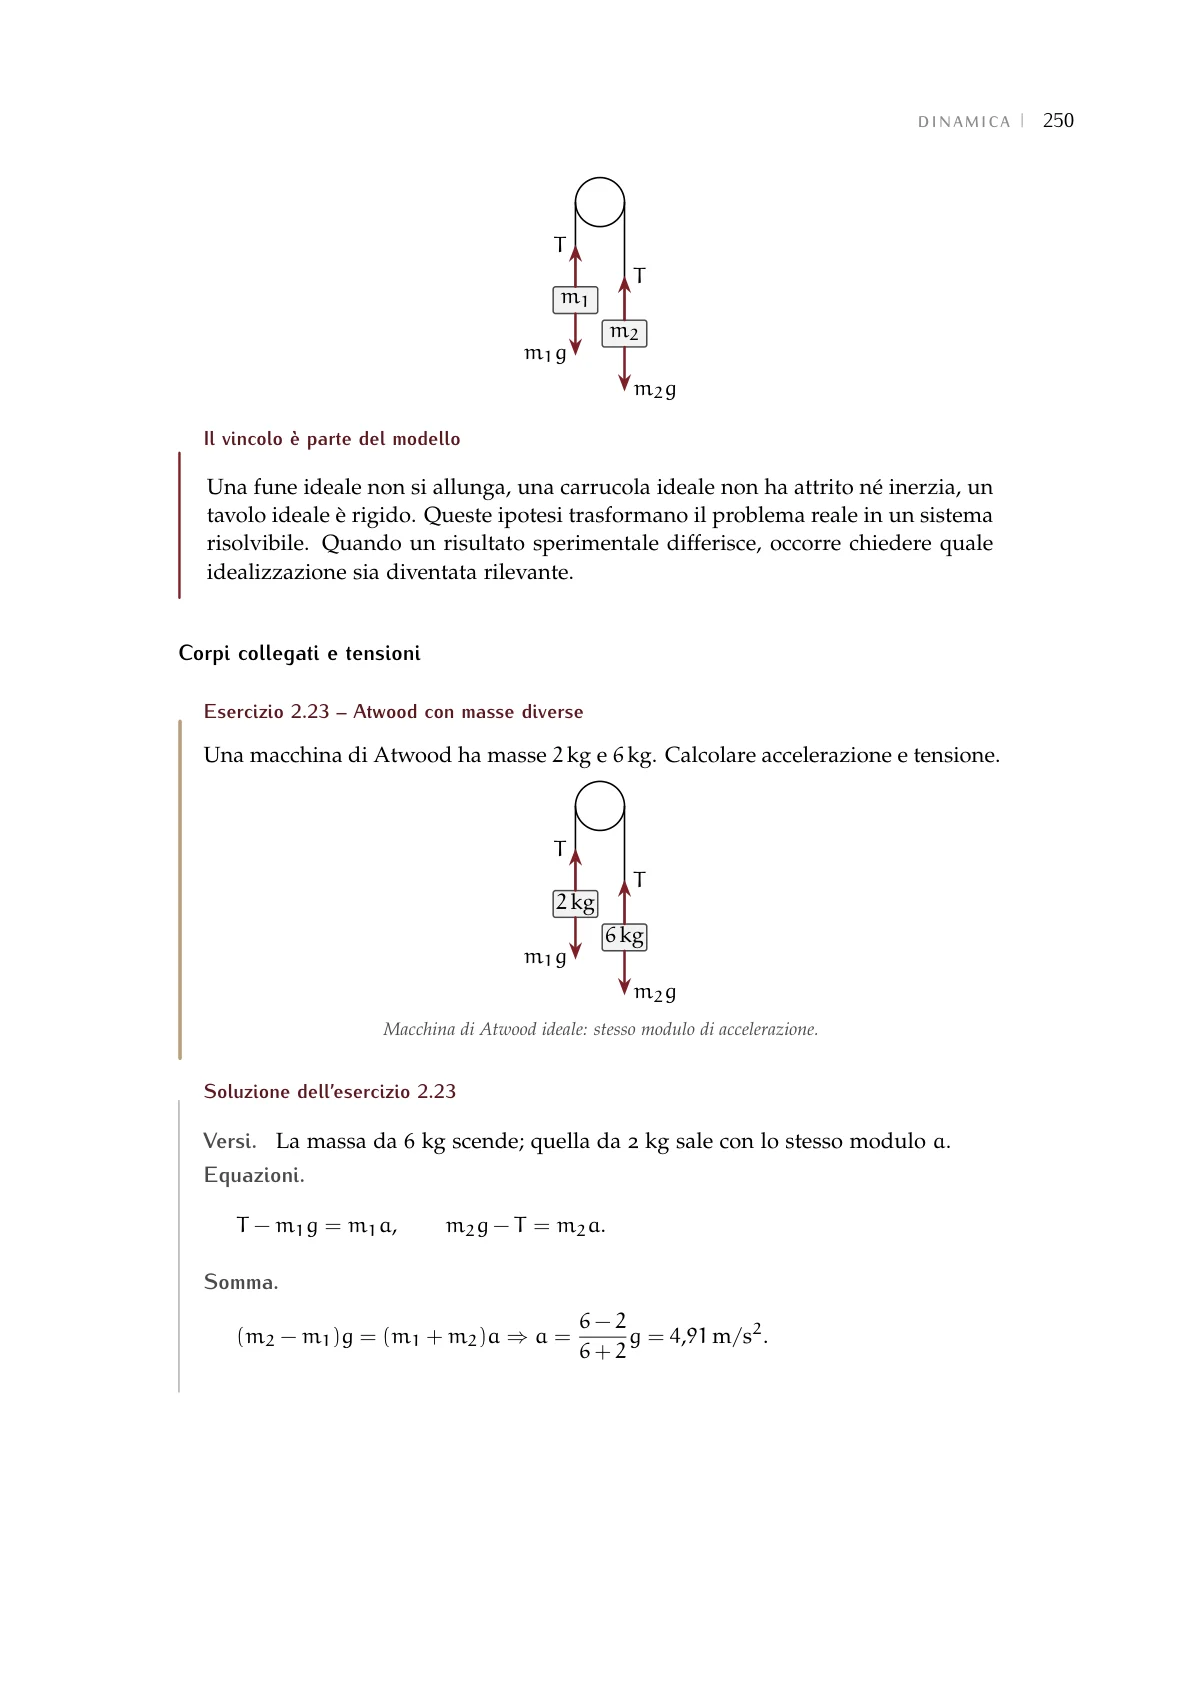 DINAMICA | 250
T
T
m₁
m₂
m₁g
m₂g
Il vincolo è parte del modello
Una fune ideale non si allunga, una carrucola ideale non ha attrito né inerzia, un
tavolo ideale è rigido. Queste ipotesi trasformano il problema reale in un sistema
risolvibile. Quando un risultato sperimentale differisce, occorre chiedere quale
idealizzazione sia diventata rilevante.
Corpi collegati e tensioni
Esercizio 2.23 – Atwood con masse diverse
Una macchina di Atwood ha masse 2 kg e 6 kg. Calcolare accelerazione e tensione.
T
T
2 kg
6 kg
m₁g
m₂g
Macchina di Atwood ideale: stesso modulo di accelerazione.
Soluzione dell'esercizio 2.23
Versi. La massa da 6 kg scende; quella da 2 kg sale con lo stesso modulo a.
Equazioni.
T − m₁g = m₁a, m₂g − T = m₂a.
Somma.
(m₂ − m₁)g = (m₁ + m₂)a ⇒ a = (6 − 2)/(6 + 2) g = 4,91 m/s².